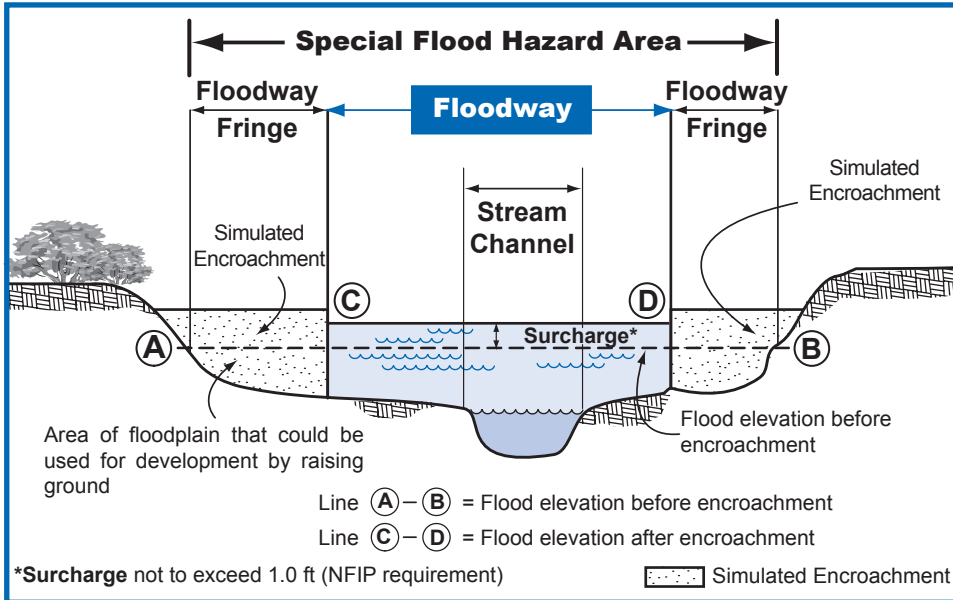 Special Flood Hazard Area
Floodway
Fringe
Floodway
Floodway
Fringe
Stream
Channel
Simulated
Encroachment
Simulated
Encroachment
C
D
Surcharge*
A
B
Area of floodplain that could be
used for development by raising
ground
Flood elevation before
encroachment
Line A – B = Flood elevation before encroachment
Line C – D = Flood elevation after encroachment
*Surcharge not to exceed 1.0 ft (NFIP requirement)
Simulated Encroachment